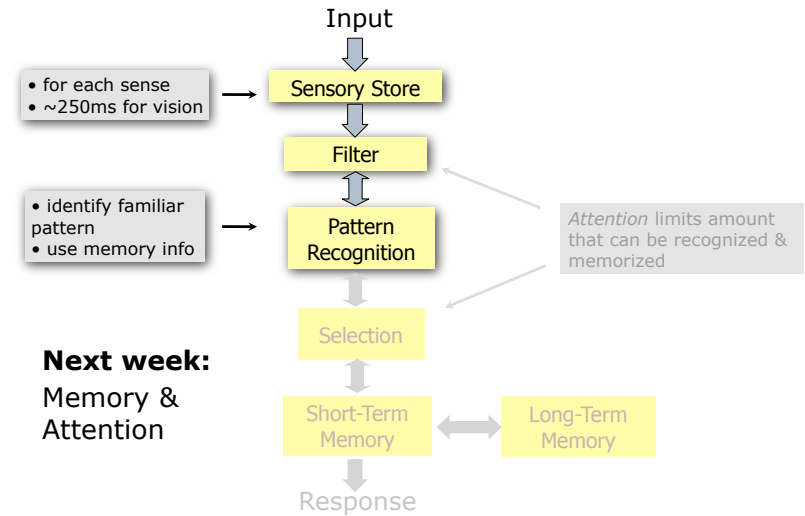 Input
• for each sense
• ~250ms for vision
Sensory Store
Filter
• identify familiar
pattern
• use memory info
Pattern
Recognition
Attention limits amount
that can be recognized &
memorized
Selection
Next week:
Memory &
Attention
Short-Term
Memory
Long-Term
Memory
Response